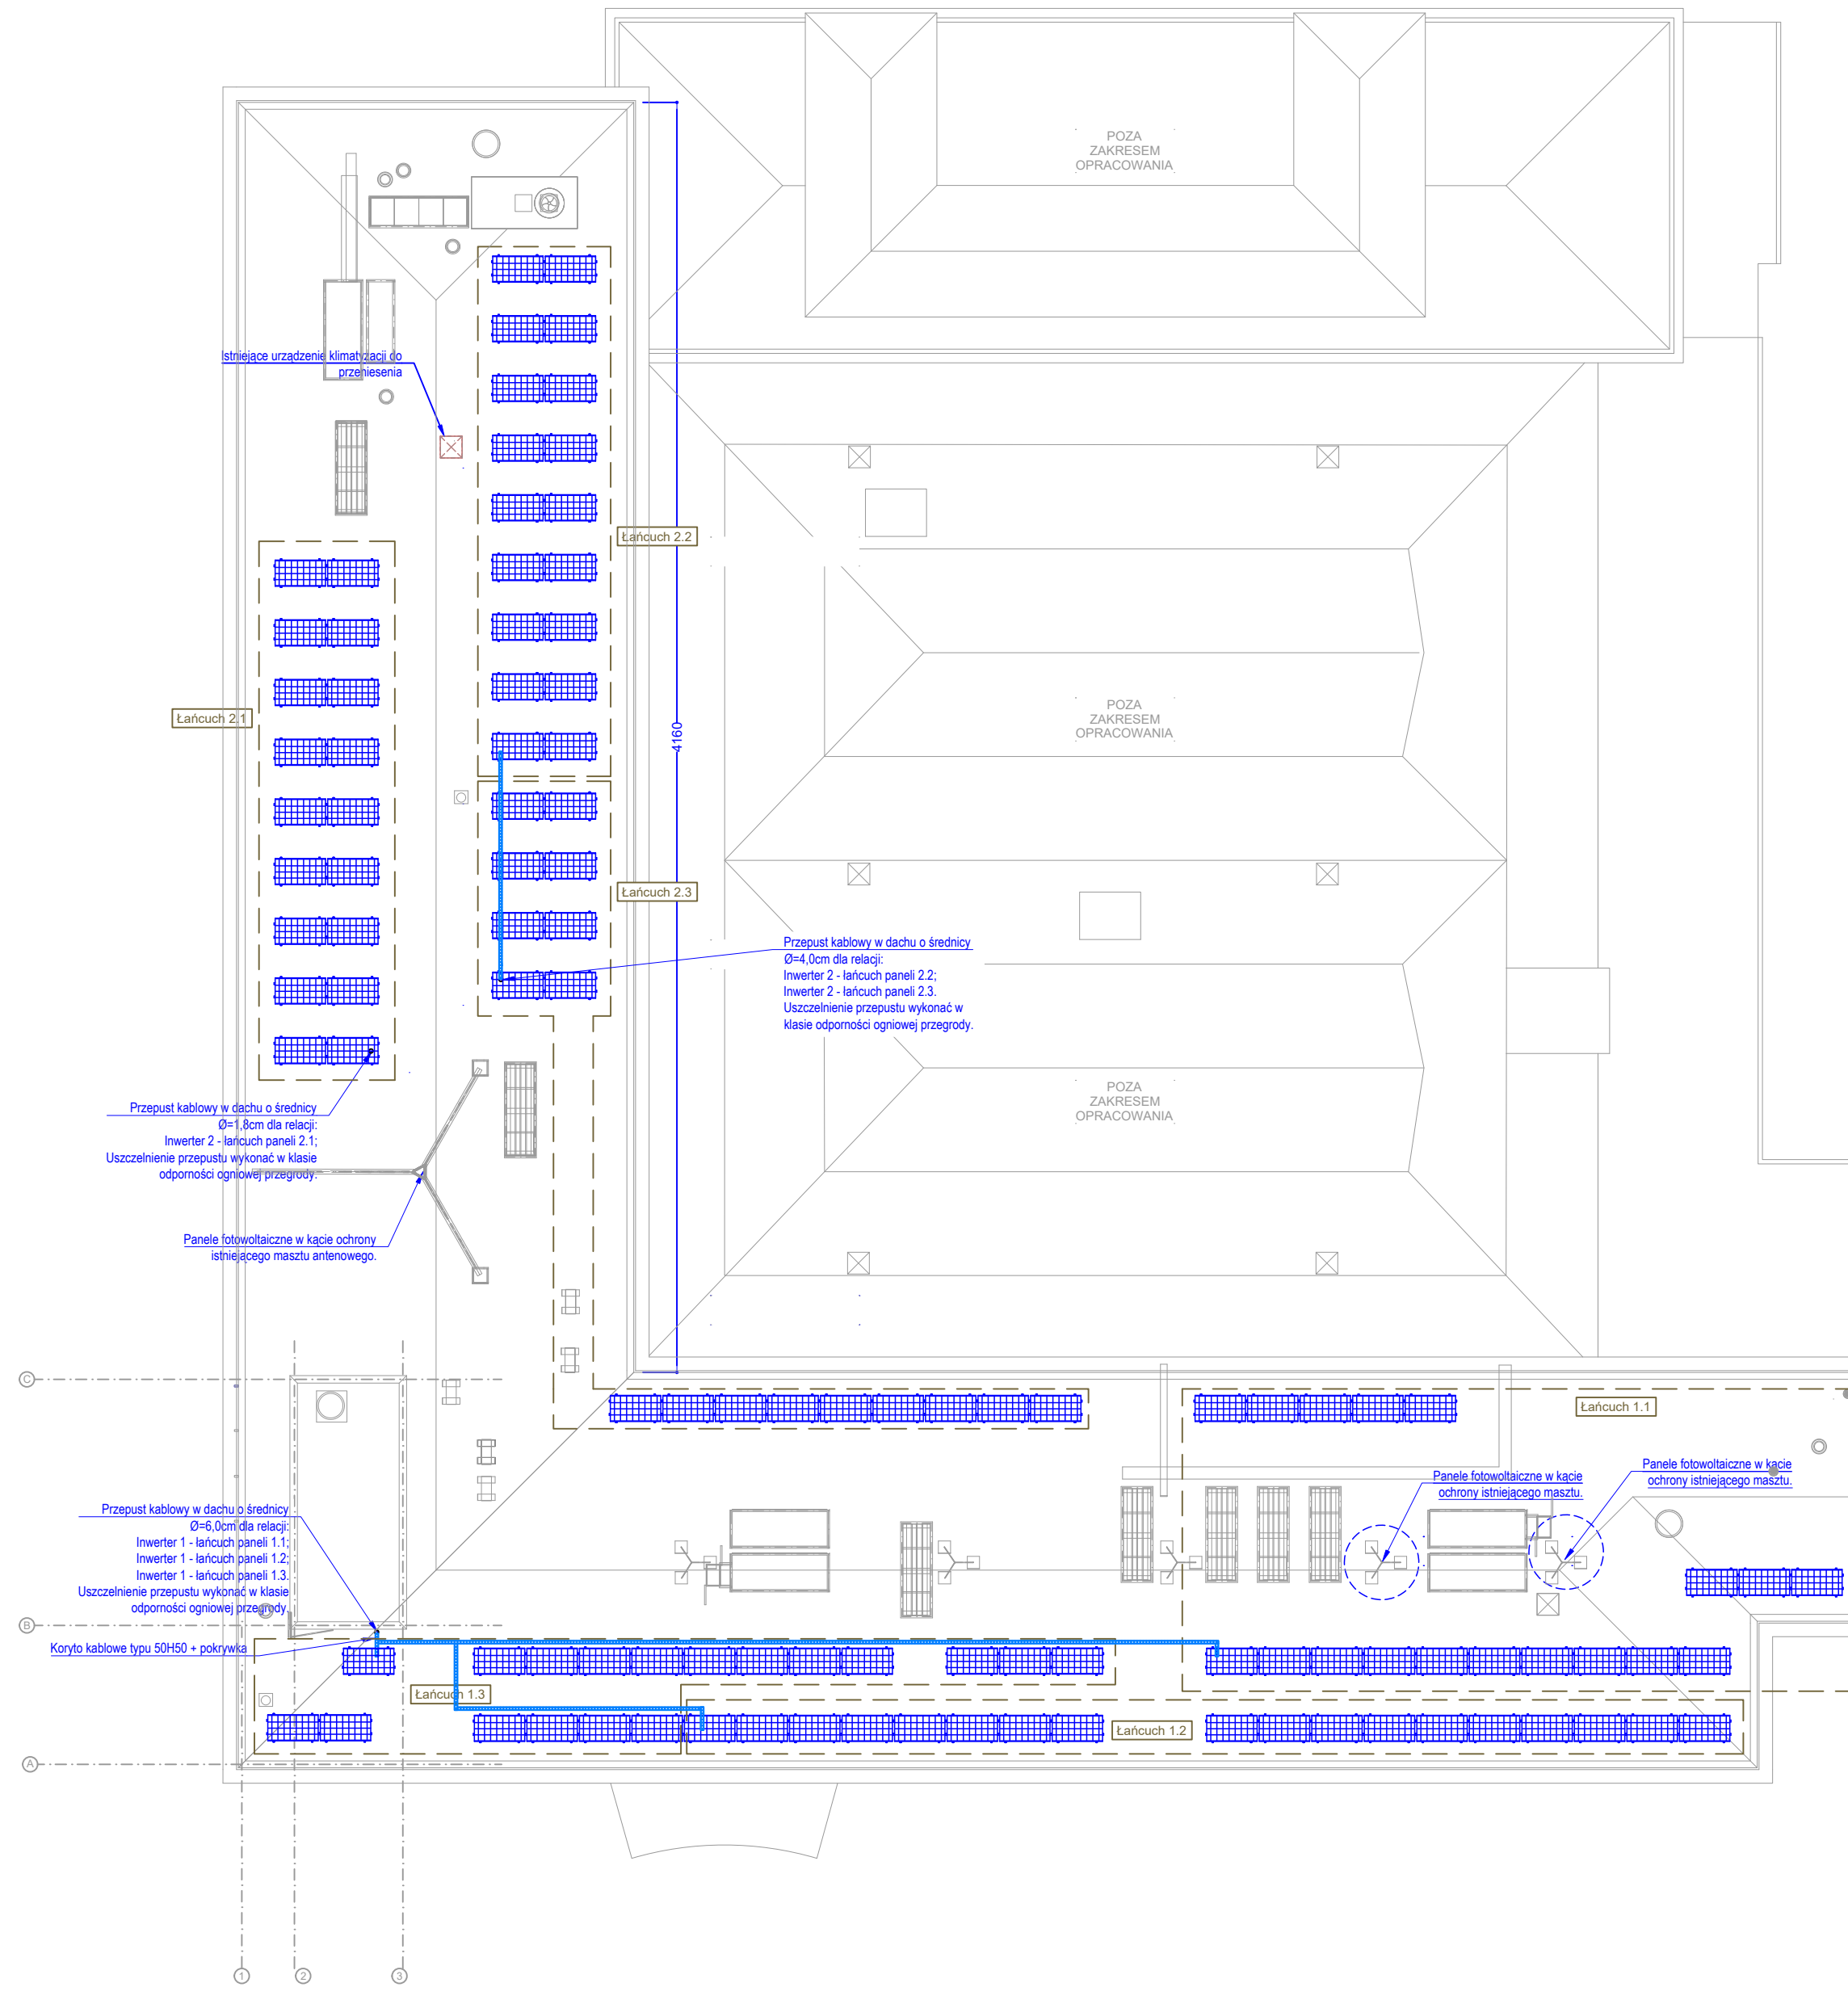 POZA
ZAKRESEM
OPRACOWANIA
Istniejące urządzenie klimatyzacji do
przeniesienia
Łańcuch 2.2
Łańcuch 2.1
4160
POZA
ZAKRESEM
OPRACOWANIA
Łańcuch 2.3
Przepust kablowy w dachu o średnicy
Ø=4,0cm dla relacji:
Inwerter 2 - łańcuch paneli 2.2;
Inwerter 2 - łańcuch paneli 2.3.
Uszczelnienie przepustu wykonać w
klasie odporności ogniowej przegrody.
POZA
ZAKRESEM
OPRACOWANIA
Przepust kablowy w dachu o średnicy
Ø=1,8cm dla relacji:
Inwerter 2 - łańcuch paneli 2.1;
Uszczelnienie przepustu wykonać w klasie
odporności ogniowej przegrody.
Panele fotowoltaiczne w kącie ochrony
istniejącego masztu antenowego.
C
Łańcuch 1.1
Panele fotowoltaiczne w kącie
ochrony istniejącego masztu.
Panele fotowoltaiczne w kącie
ochrony istniejącego masztu.
Przepust kablowy w dachu o średnicy
Ø=6,0cm dla relacji:
Inwerter 1 - łańcuch paneli 1.1;
Inwerter 1 - łańcuch paneli 1.2;
Inwerter 1 - łańcuch paneli 1.3.
Uszczelnienie przepustu wykonać w klasie
odporności ogniowej przegrody.
B
Koryto kablowe typu 50H50 + pokrywka
Łańcuch 1.3
Łańcuch 1.2
A
1
2
3